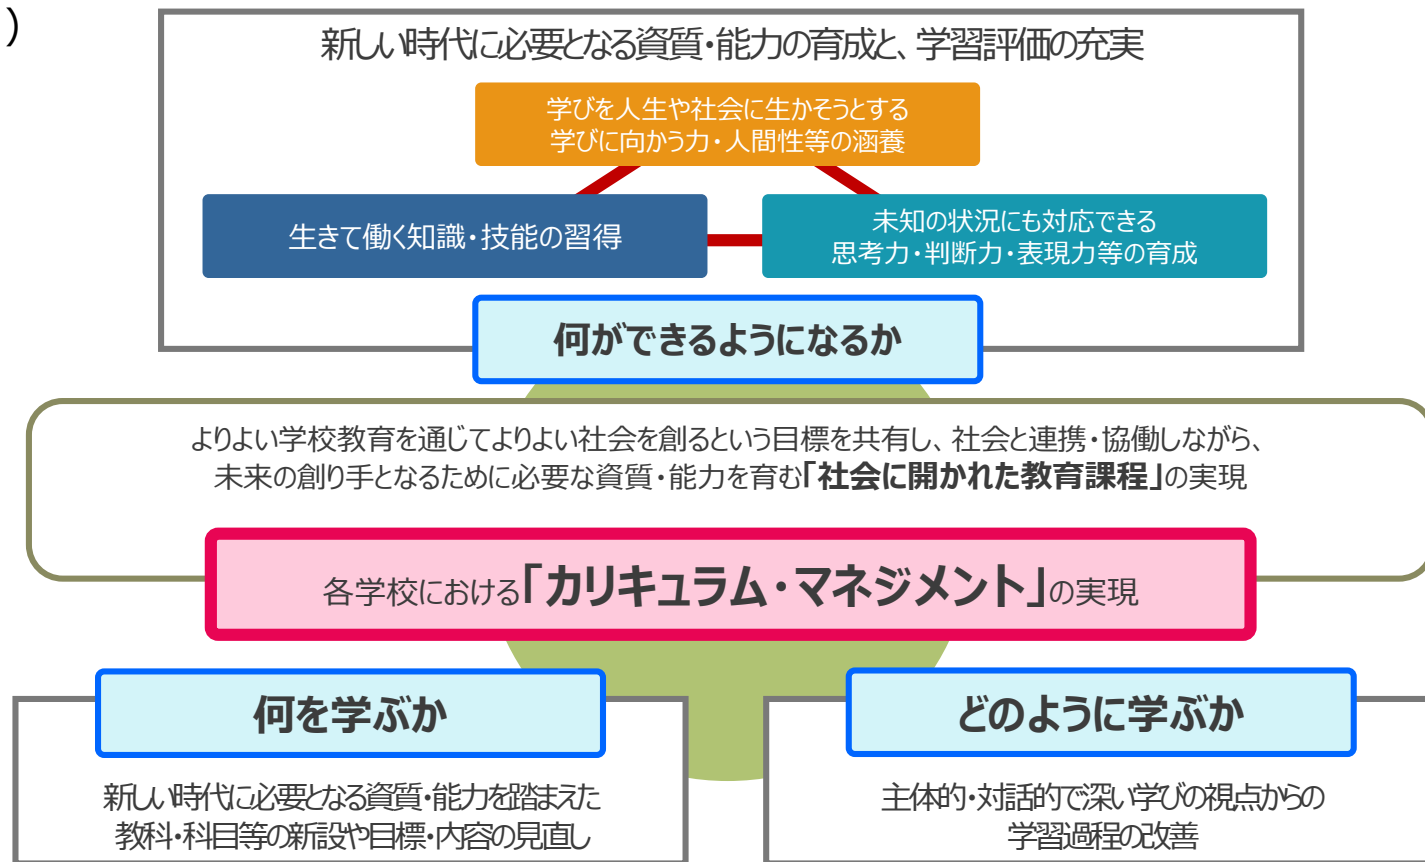 )
新しい時代に必要となる資質・能力の育成と、学習評価の充実
学びを人生や社会に生かそうとする
学びに向かう力・人間性等の涵養
生きて働く知識・技能の習得
未知の状況にも対応できる
思考力・判断力・表現力等の育成
何ができるようになるか
よりよい学校教育を通じてよりよい社会を創るという目標を共有し、社会と連携・協働しながら、
未来の創り手となるために必要な資質・能力を育む「社会に開かれた教育課程」の実現
各学校における「カリキュラム・マネジメント」の実現
何を学ぶか
新しい時代に必要となる資質・能力を踏まえた
教科・科目等の新設や目標・内容の見直し
どのように学ぶか
主体的・対話的で深い学びの視点からの
学習過程の改善